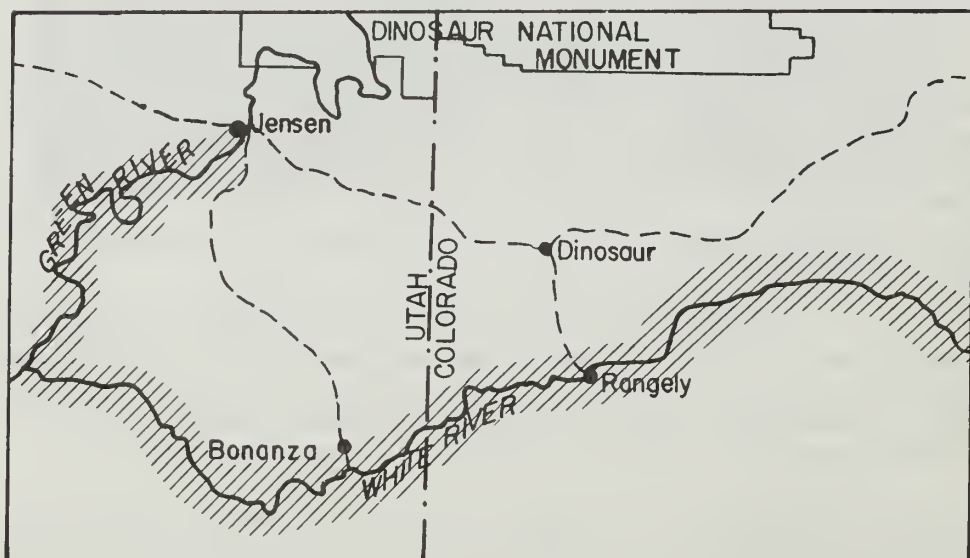 DINOSAUR NATIONAL
MONUMENT
Jensen
GREEN RIVER
Dinosaur
UTAH
COLORADO
Rangely
Bonanza
WHITE RIVER